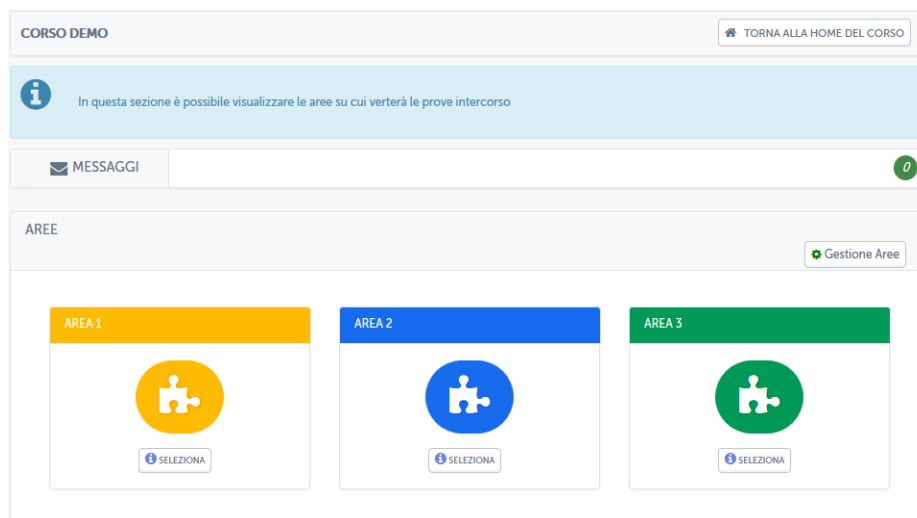 CORSO DEMO
TORNA ALLA HOME DEL CORSO
In questa sezione è possibile visualizzare le aree su cui verterà le prove intercorso
MESSAGGI
0
AREE
Gestione Aree
AREA 1
AREA 2
AREA 3
SELEZIONA
SELEZIONA
SELEZIONA